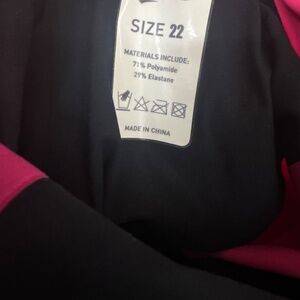 SIZE 22
MATERIALS INCLUDE:
71% Polyamide
29% Elastane
MADE IN CHINA